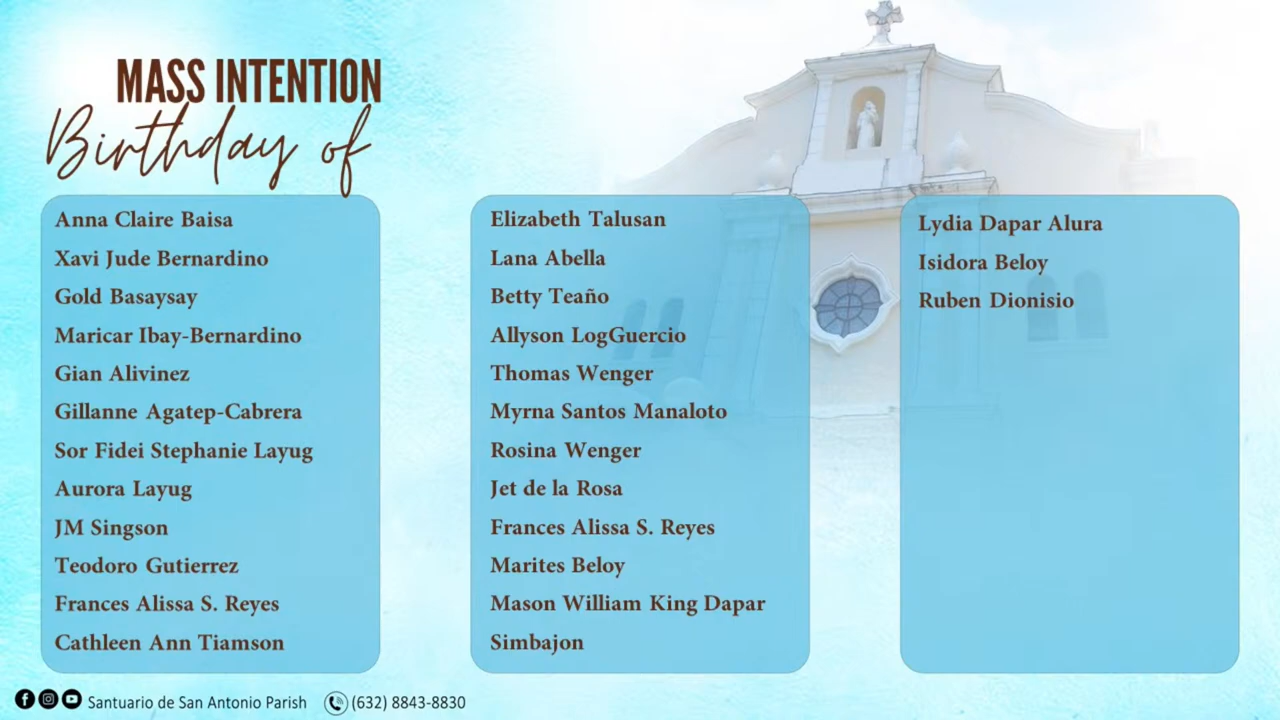 MASS INTENTION
Birthday of
Anna Claire Baisa
Xavi Jude Bernardino
Gold Basaysay
Maricar Ibay-Bernardino
Gian Alivinez
Gillanne Agatep-Cabrera
Sor Fidei Stephanie Layug
Aurora Layug
JM Singson
Teodoro Gutierrez
Frances Alissa S. Reyes
Cathleen Ann Tiamson
Elizabeth Talusan
Lana Abella
Betty Teaño
Allyson LogGuercio
Thomas Wenger
Myrna Santos Manaloto
Rosina Wenger
Jet de la Rosa
Frances Alissa S. Reyes
Marites Beloy
Mason William King Dapar
Simbajon
Lydia Dapar Alura
Isidora Beloy
Ruben Dionisio
Santuario de San Antonio Parish (632) 8843-8830